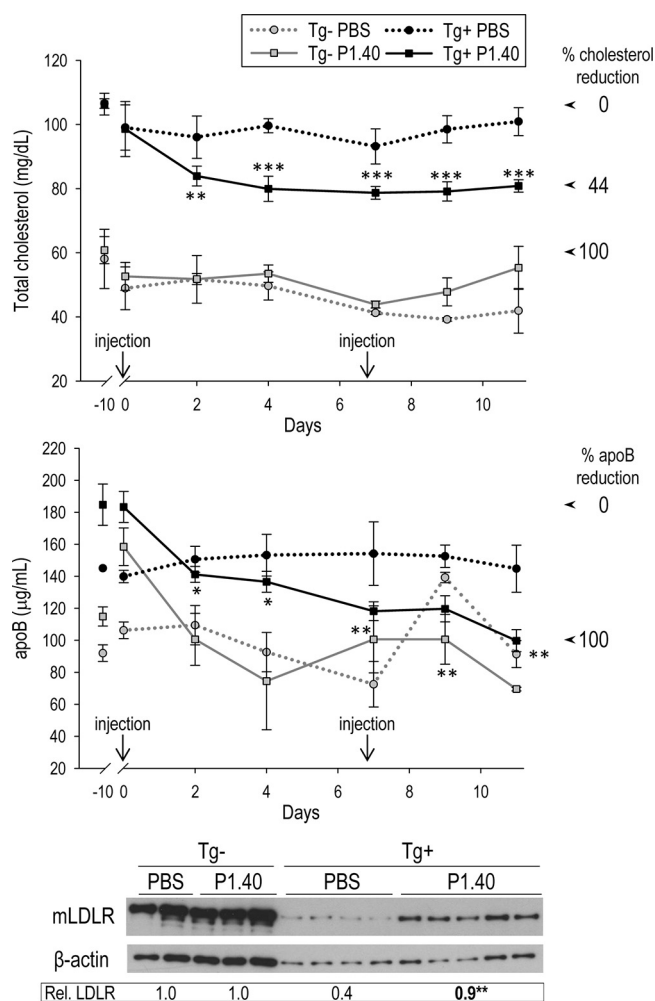 Tg- PBS Tg+ PBS
Tg- P1.40 Tg+ P1.40
% cholesterol
reduction
120
100
80
60
40
20
Total cholesterol (mg/dL)
0
44
100
** *** *** *** ***
injection injection
-10 0 2 4 6 8 10
Days
% apoB
reduction
220
200
180
160
140
120
100
80
60
40
20
apoB (µg/mL)
0
100
* * ** ** **
injection injection
-10 0 2 4 6 8 10
Days
Tg- Tg+
PBS P1.40 PBS P1.40
mLDLR
β-actin
Rel. LDLR 1.0 1.0 0.4 0.9**